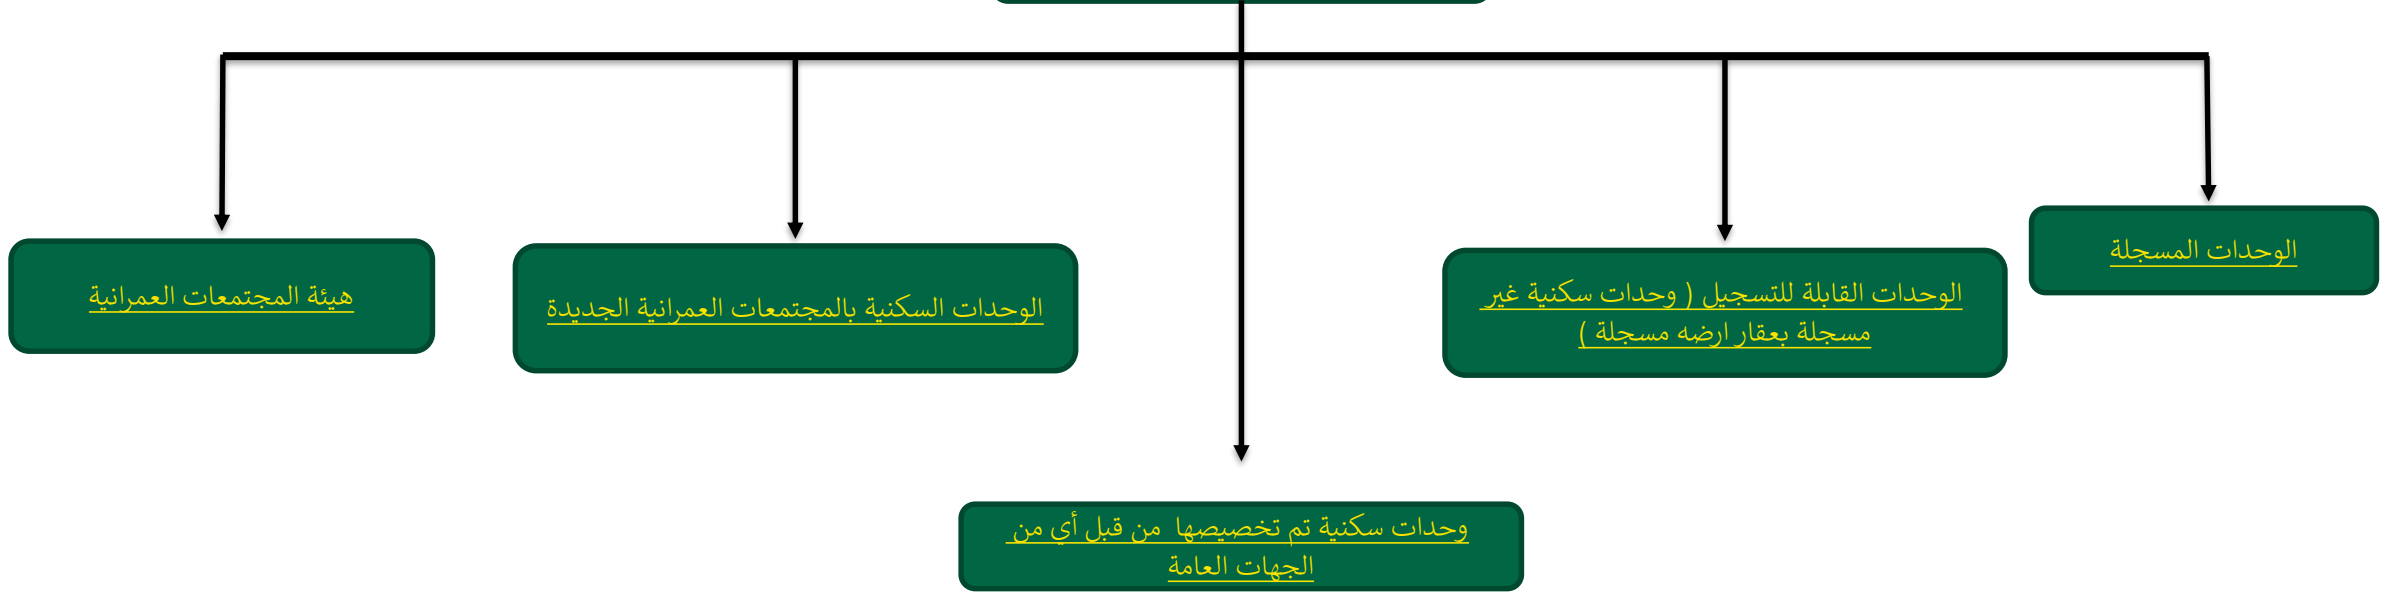 الوحدات المسجلة
الوحدات القابلة للتسجيل ( وحدات سكنية غير
مسجلة بعقار ارضه مسجلة )
الوحدات السكنية بالمجتمعات العمرانية الجديدة
هيئة المجتمعات العمرانية
وحدات سكنية تم تخصيصها من قبل أي من
الجهات العامة